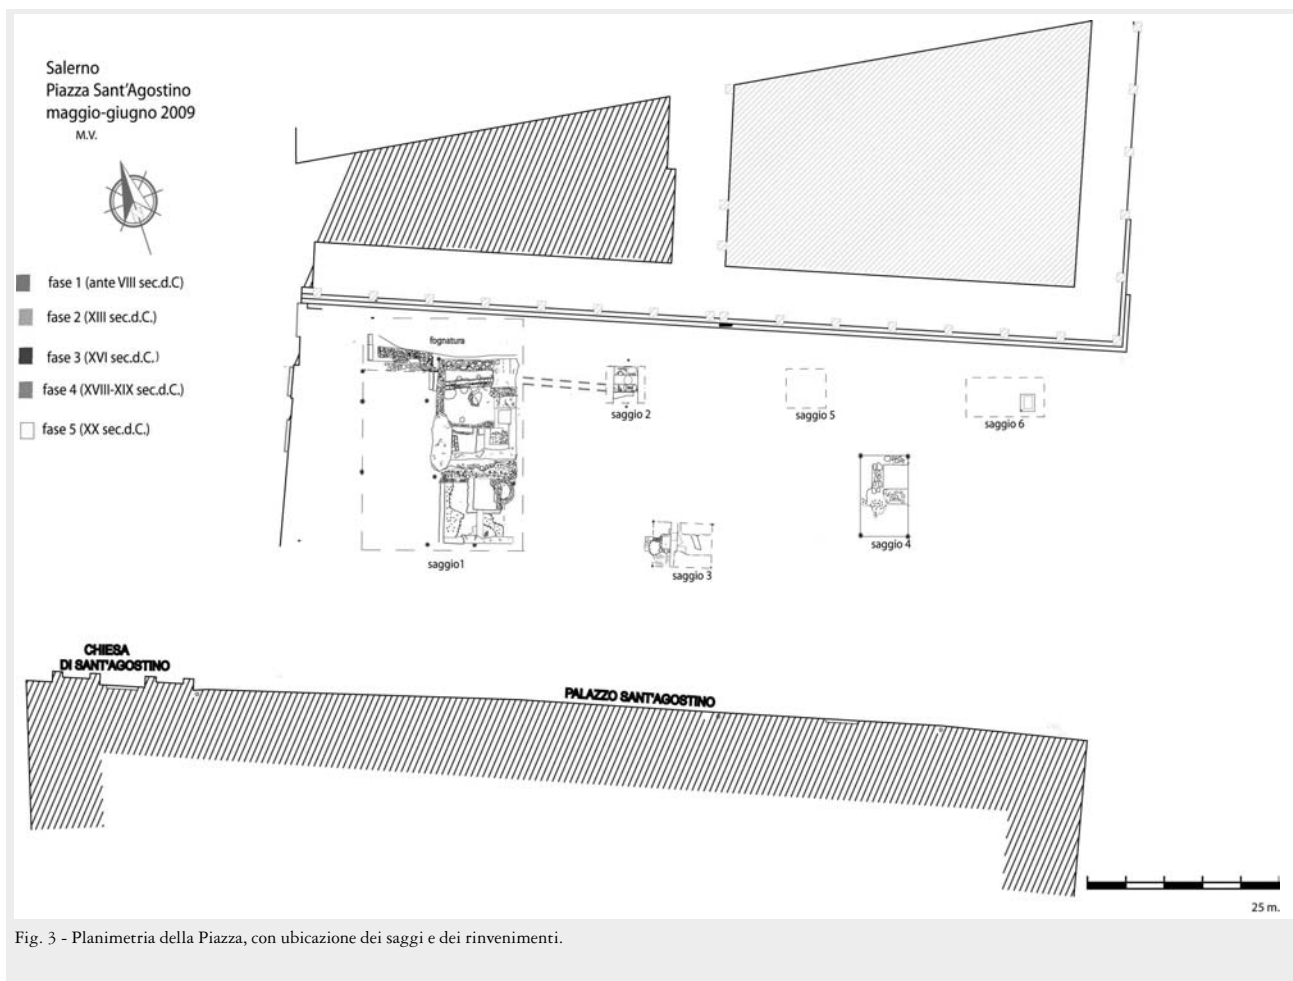 Salerno
Piazza Sant'Agostino
maggio-giugno 2009
M.V.
fase 1 (ante VIII sec.d.C)
fase 2 (XIII sec.d.C.)
fase 3 (XVI sec.d.C.)
fase 4 (XVIII-XIX sec.d.C.)
fase 5 (XX sec.d.C.)
fognatura
saggio 2
saggio 5
saggio 6
saggio 4
saggio1
saggio 3
CHIESA
DI SANT'AGOSTINO
PALAZZO SANT'AGOSTINO
25 m.
Fig. 3 - Planimetria della Piazza, con ubicazione dei saggi e dei rinvenimenti.